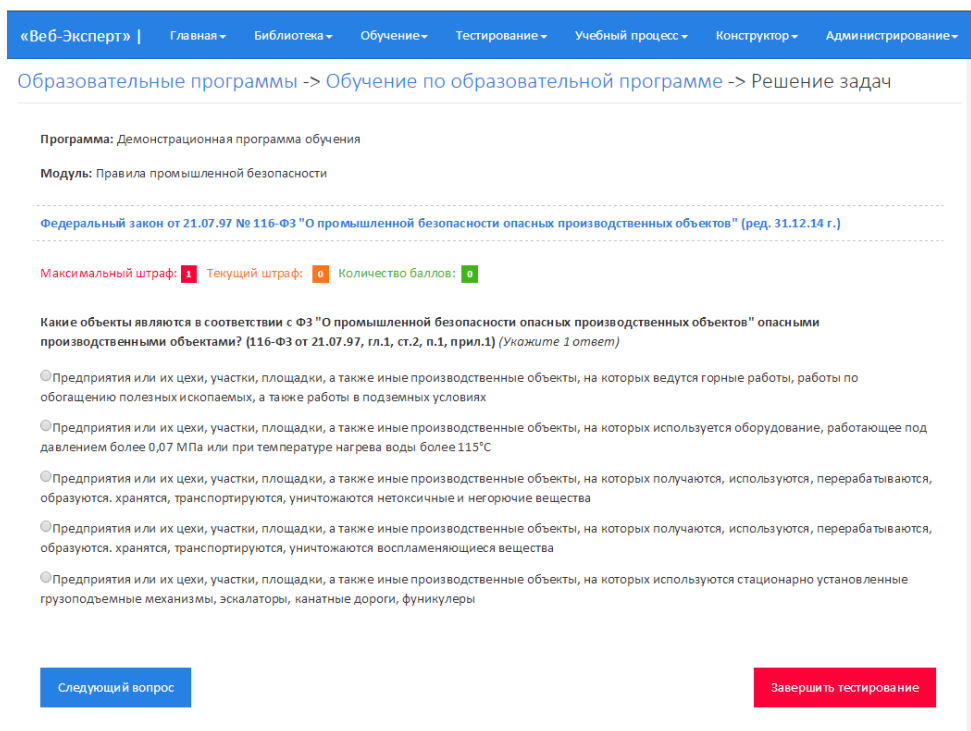 «Веб-Эксперт» | Главная Библиотека Обучение Тестирование Учебный процесс Конструктор Администрирование
Образовательные программы -> Обучение по образовательной программе -> Решение задач
Программа: Демонстрационная программа обучения
Модуль: Правила промышленной безопасности
Федеральный закон от 21.07.97 № 116-ФЗ "О промышленной безопасности опасных производственных объектов" (ред. 31.12.14 г.)
Максимальный штраф: 1 Текущий штраф: 0 Количество баллов: 0
Какие объекты являются в соответствии с ФЗ "О промышленной безопасности опасных производственных объектов" опасными
производственными объектами? (116-ФЗ от 21.07.97, гл.1, ст.2, п.1, прил.1) (Укажите 1 ответ)
Предприятия или их цехи, участки, площадки, а также иные производственные объекты, на которых ведутся горные работы, работы по
обогащению полезных ископаемых, а также работы в подземных условиях
Предприятия или их цехи, участки, площадки, а также иные производственные объекты, на которых используется оборудование, работающее под
давлением более 0,07 МПа или при температуре нагрева воды более 115°С
Предприятия или их цехи, участки, площадки, а также иные производственные объекты, на которых получаются, используются, перерабатываются,
образуются. хранятся, транспортируются, уничтожаются нетоксичные и негорючие вещества
Предприятия или их цехи, участки, площадки, а также иные производственные объекты, на которых получаются, используются, перерабатываются,
образуются. хранятся, транспортируются, уничтожаются воспламеняющиеся вещества
Предприятия или их цехи, участки, площадки, а также иные производственные объекты, на которых используются стационарно установленные
грузоподъемные механизмы, эскалаторы, канатные дороги, фуникулеры
Следующий вопрос Завершить тестирование